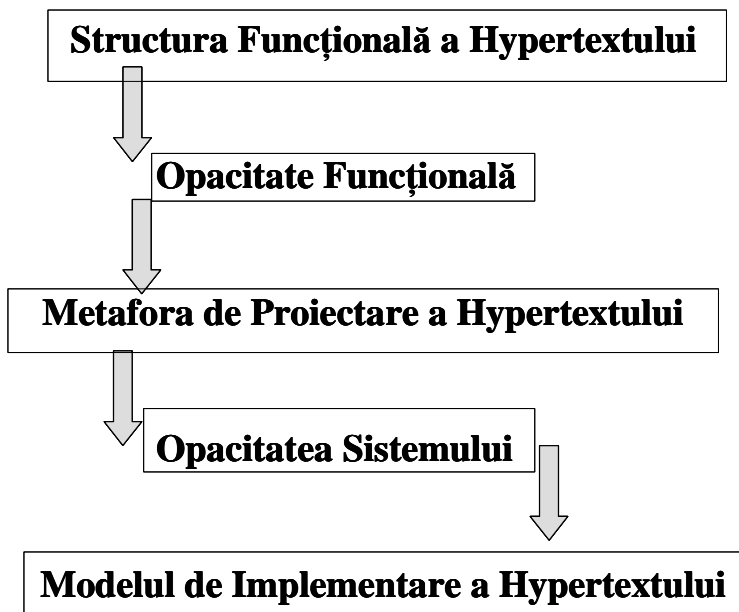 Structura Funcțională a Hypertextului
Opacitate Funcțională
Metafora de Proiectare a Hypertextului
Opacitatea Sistemului
Modelul de Implementare a Hypertextului